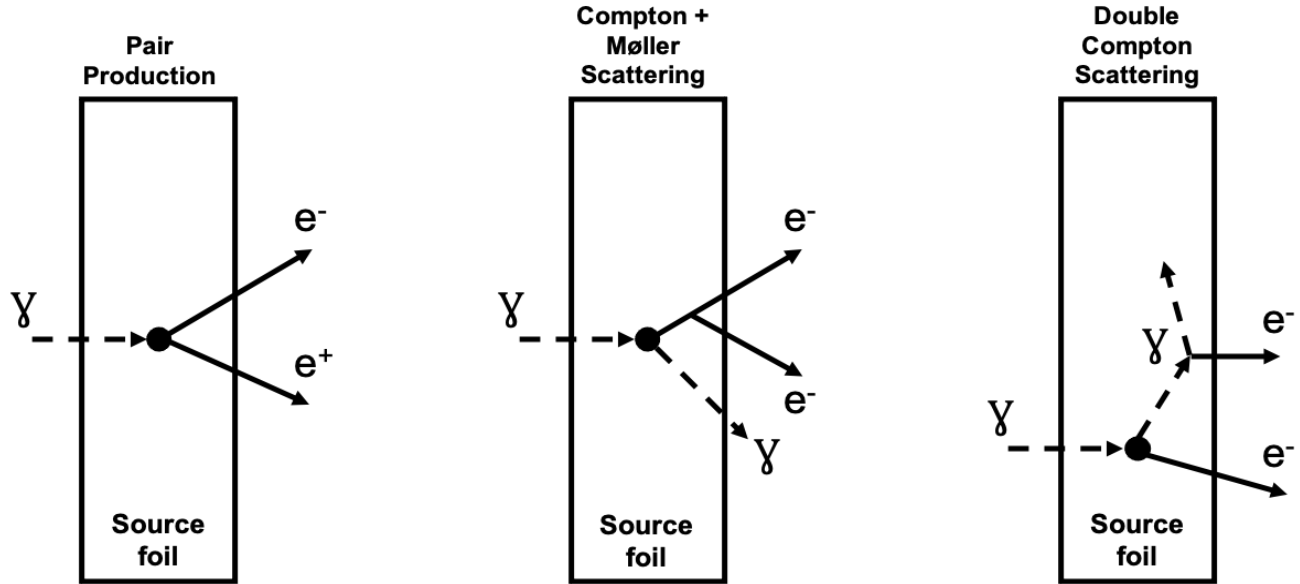 Pair
Production
γ
e⁻
e⁺
Source
foil
Compton +
Møller
Scattering
γ
e⁻
e⁻
γ
Source
foil
Double
Compton
Scattering
γ
γ
e⁻
e⁻
Source
foil